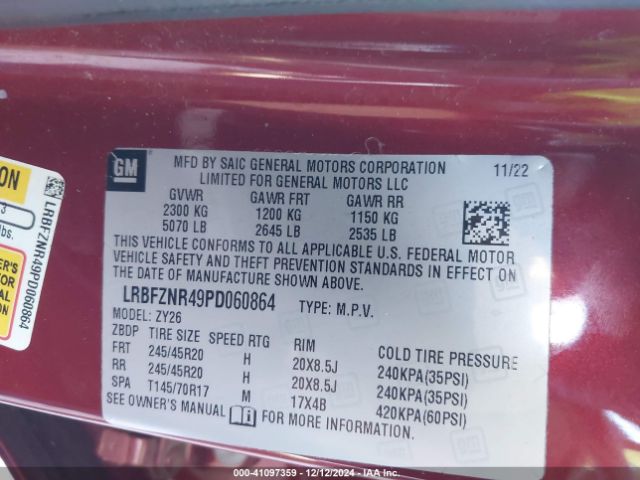 GM
MFD BY SAIC GENERAL MOTORS CORPORATION
LIMITED FOR GENERAL MOTORS LLC
11/22
GVWR GAWR FRT GAWR RR
2300 KG 1200 KG 1150 KG
5070 LB 2645 LB 2535 LB
THIS VEHICLE CONFORMS TO ALL APPLICABLE U.S. FEDERAL MOTOR
VEHICLE SAFETY AND THEFT PREVENTION STANDARDS IN EFFECT ON
THE DATE OF MANUFACTURE SHOWN ABOVE.
LRBFZNR49PD060864 TYPE: M.P.V.
MODEL: ZY26
ZBDP TIRE SIZE SPEED RTG RIM COLD TIRE PRESSURE
FRT 245/45R20 H 20X8.5J 240KPA(35PSI)
RR 245/45R20 H 20X8.5J 240KPA(35PSI)
SPA T145/70R17 M 17X4B 420KPA(60PSI)
SEE OWNER'S MANUAL FOR MORE INFORMATION.
ON
3
lbs.
LRBFZNR49PD060864
ER'S
FOR
000-41097359 - 12/12/2024 - IAA Inc.